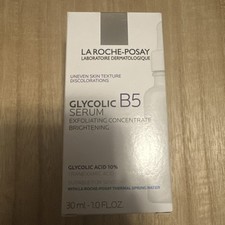 LA ROCHE-POSAY
LABORATOIRE DERMATOLOGIQUE
UNEVEN SKIN TEXTURE
DISCOLORATIONS
GLYCOLIC B5
SERUM
EXFOLIATING CONCENTRATE
BRIGHTENING
GLYCOLIC ACID 10%
30 mL - 1.0 FL.OZ.